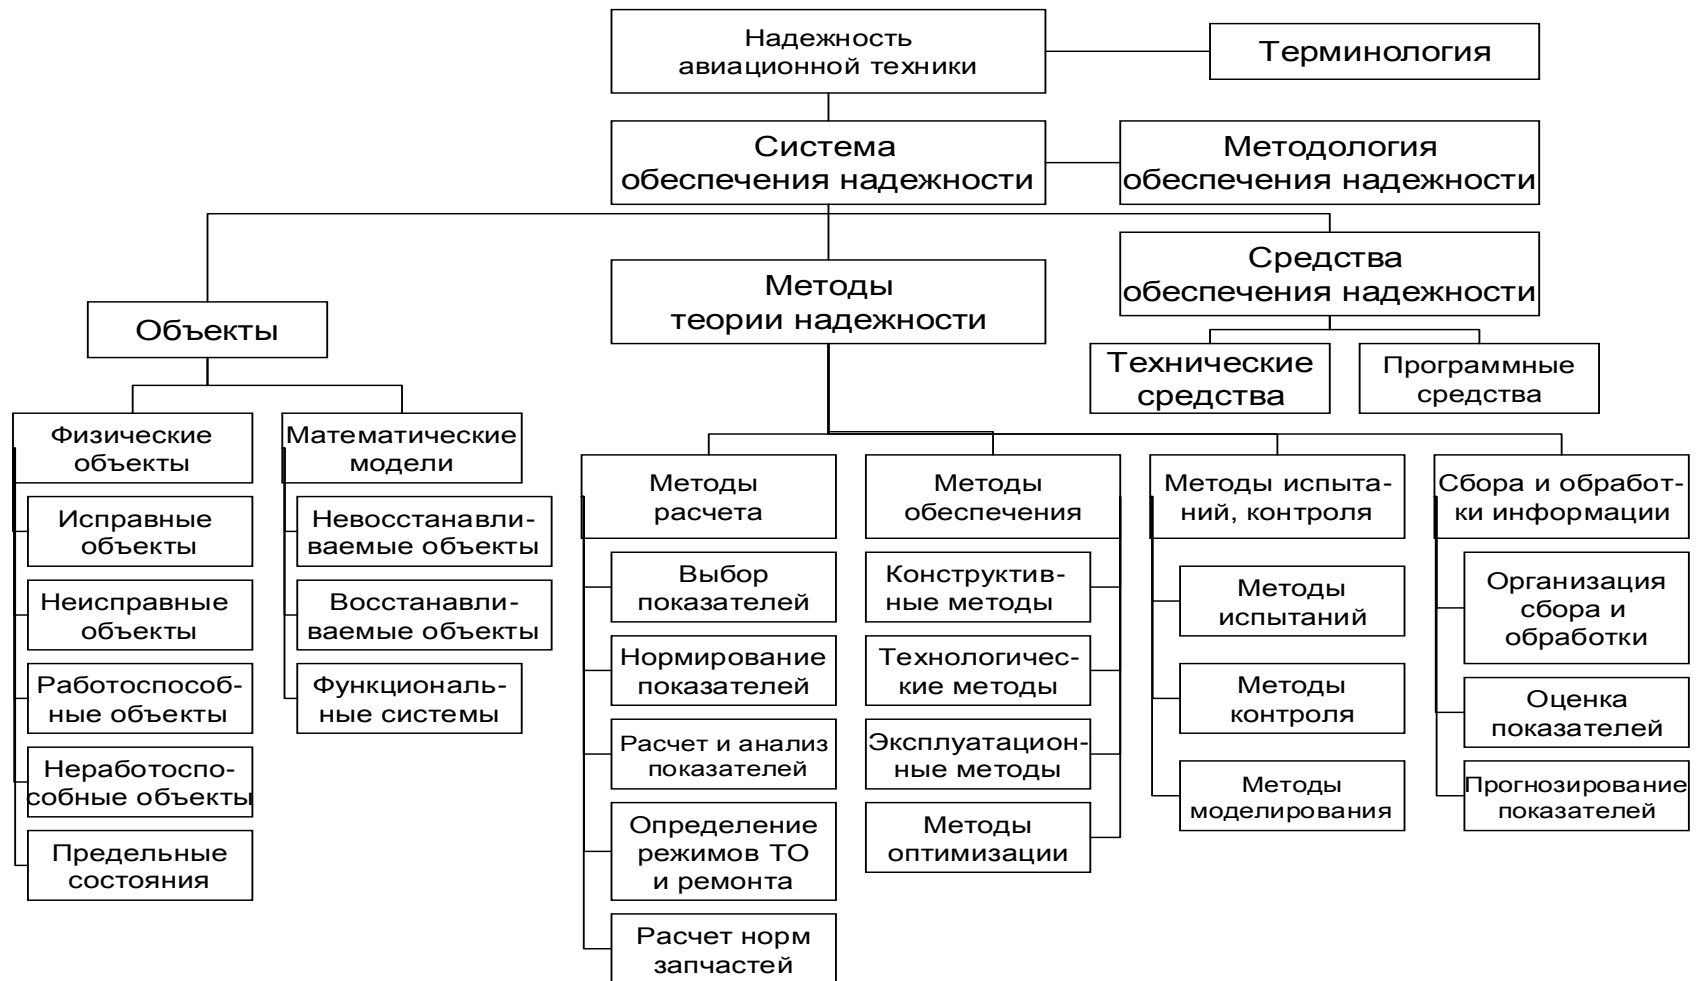 Надежность
авиационной техники
Терминология
Система
обеспечения надежности
Методология
обеспечения надежности
Объекты
Методы
теории надежности
Средства
обеспечения надежности
Технические
средства
Программные
средства
Физические
объекты
Математические
модели
Исправные
объекты
Неисправные
объекты
Работоспособ-
ные объекты
Неработоспо-
собные объекты
Предельные
состояния
Невосстанавли-
ваемые объекты
Восстанавли-
ваемые объекты
Функциональ-
ные системы
Методы
расчета
Выбор
показателей
Нормирование
показателей
Расчет и анализ
показателей
Определение
режимов ТО
и ремонта
Расчет норм
запчастей
Методы
обеспечения
Конструктив-
ные методы
Технологичес-
кие методы
Эксплуатацион-
ные методы
Методы
оптимизации
Методы испыта-
ний, контроля
Методы
испытаний
Методы
контроля
Методы
моделирования
Сбора и обработ-
ки информации
Организация
сбора и
обработки
Оценка
показателей
Прогнозирование
показателей